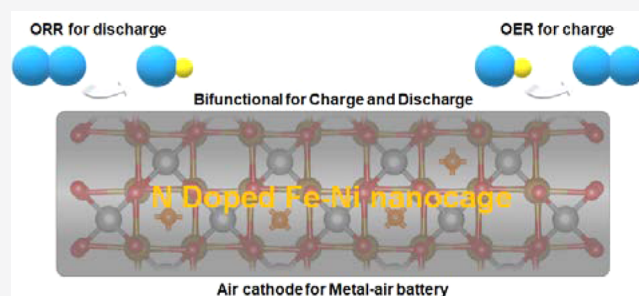 ORR for discharge
OER for charge
Bifunctional for Charge and Discharge
N Doped Fe-Ni nanocage
Air cathode for Metal-air battery